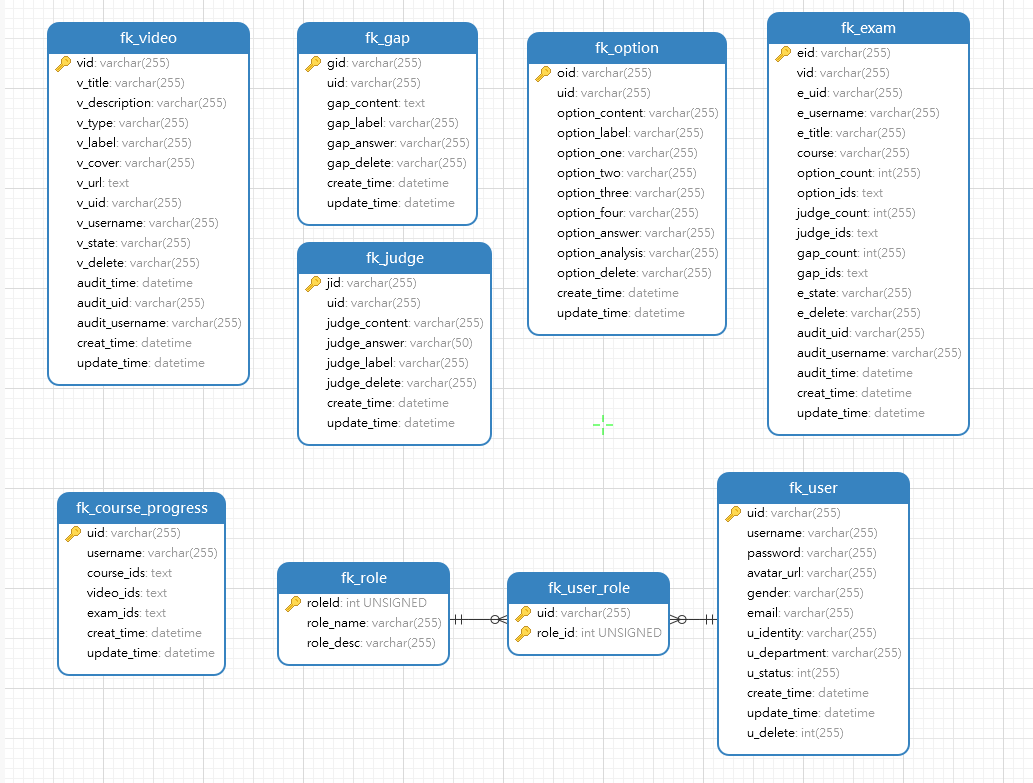 fk_video
vid: varchar(255)
v_title: varchar(255)
v_description: varchar(255)
v_type: varchar(255)
v_label: varchar(255)
v_cover: varchar(255)
v_url: text
v_uid: varchar(255)
v_username: varchar(255)
v_state: varchar(255)
v_delete: varchar(255)
audit_time: datetime
audit_uid: varchar(255)
audit_username: varchar(255)
creat_time: datetime
update_time: datetime
fk_gap
gid: varchar(255)
uid: varchar(255)
gap_content: text
gap_label: varchar(255)
gap_answer: varchar(255)
gap_delete: varchar(255)
create_time: datetime
update_time: datetime
fk_judge
jid: varchar(255)
uid: varchar(255)
judge_content: varchar(255)
judge_answer: varchar(50)
judge_label: varchar(255)
judge_delete: varchar(255)
create_time: datetime
update_time: datetime
fk_option
oid: varchar(255)
uid: varchar(255)
option_content: varchar(255)
option_label: varchar(255)
option_one: varchar(255)
option_two: varchar(255)
option_three: varchar(255)
option_four: varchar(255)
option_answer: varchar(255)
option_analysis: varchar(255)
option_delete: varchar(255)
create_time: datetime
update_time: datetime
fk_exam
eid: varchar(255)
vid: varchar(255)
e_uid: varchar(255)
e_username: varchar(255)
e_title: varchar(255)
course: varchar(255)
option_count: int(255)
option_ids: text
judge_count: int(255)
judge_ids: text
gap_count: int(255)
gap_ids: text
e_state: varchar(255)
e_delete: varchar(255)
audit_uid: varchar(255)
audit_username: varchar(255)
audit_time: datetime
creat_time: datetime
update_time: datetime
fk_course_progress
uid: varchar(255)
username: varchar(255)
course_ids: text
video_ids: text
exam_ids: text
creat_time: datetime
update_time: datetime
fk_role
roleId: int UNSIGNED
role_name: varchar(255)
role_desc: varchar(255)
fk_user_role
uid: varchar(255)
role_id: int UNSIGNED
fk_user
uid: varchar(255)
username: varchar(255)
password: varchar(255)
avatar_url: varchar(255)
gender: varchar(255)
email: varchar(255)
u_identity: varchar(255)
u_department: varchar(255)
u_status: int(255)
create_time: datetime
update_time: datetime
u_delete: int(255)